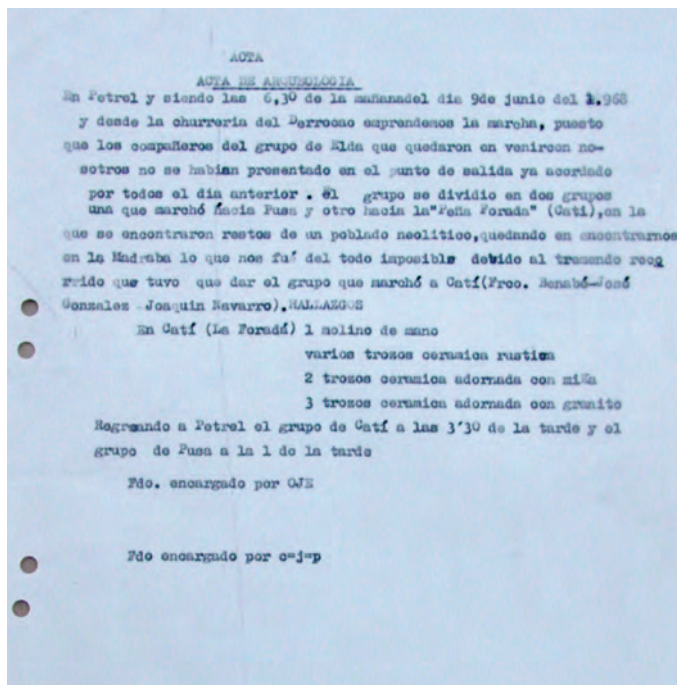 ACTA
ACTA DE ARQUEOLOGIA
En Petrel y siendo las 6,30 de la mañanadel dia 9de junio del 1.968
y desde la churreria del Perrocao emprendemos la marcha, puesto
que los compañeros del grupo de Elda que quedaron en venircon no-
sotros no se habian presentado en el punto de salida ya acordado
por todos el dia anterior . el grupo se dividio en dos grupos
una que marchó hacia Pusa y otro hacia la"Peña Forada" (Cati),en la
que se encontraron restos de un poblado neolitico,quedando en encontrarnos
en la Madraba lo que nos fué del todo imposible debido al tremendo reco
rrido que tuvo que dar el grupo que marchó a Catí(Frco. Benabé-José
Gonzalez Joaquin Navarro).HALLAZGOS
En Catí (La Foradá) 1 molino de mano
varios trozos ceramica rustica
2 trozos ceramica adornada con mika
3 trozos ceramica adornada con granito
Regreando a Petrel el grupo de Catí a las 3'30 de la tarde y el
grupo de Pusa a la 1 de la tarde
Fdo. encargado por OJE
Fdo encargado por c=j=p